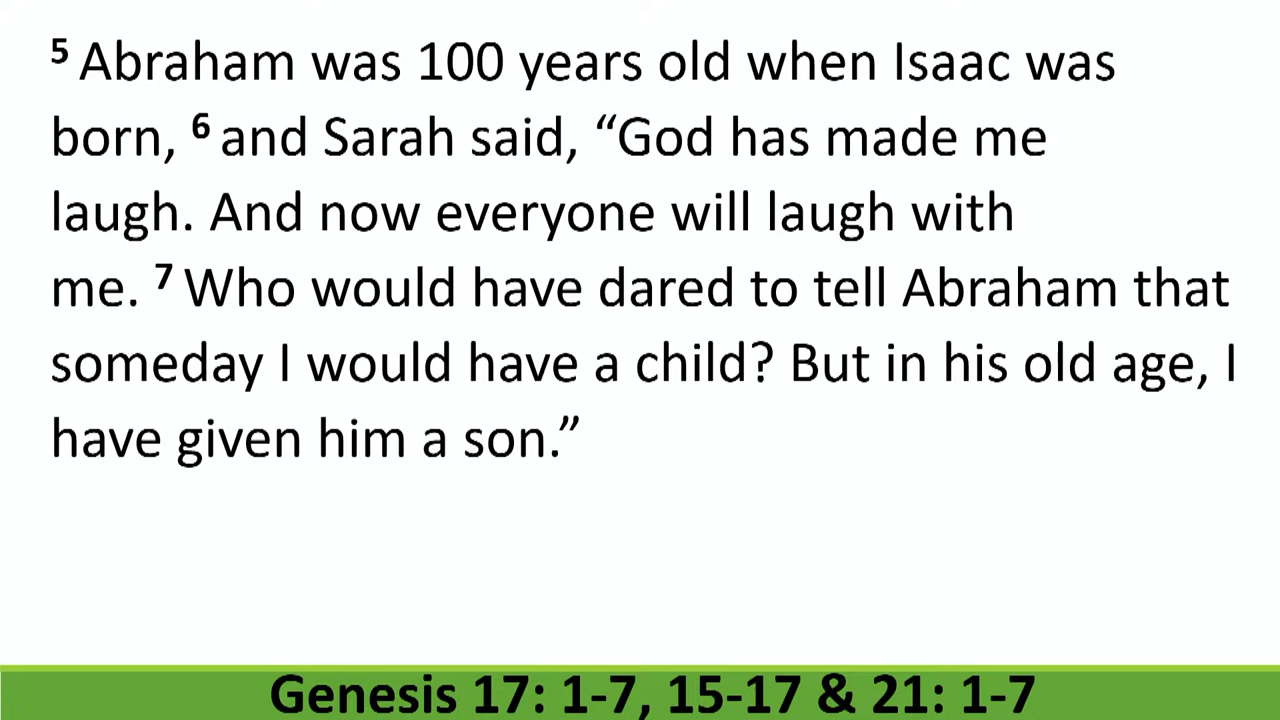 ⁵ Abraham was 100 years old when Isaac was
born, ⁶ and Sarah said, “God has made me
laugh. And now everyone will laugh with
me. ⁷ Who would have dared to tell Abraham that
someday I would have a child? But in his old age, I
have given him a son.”
Genesis 17: 1-7, 15-17 & 21: 1-7